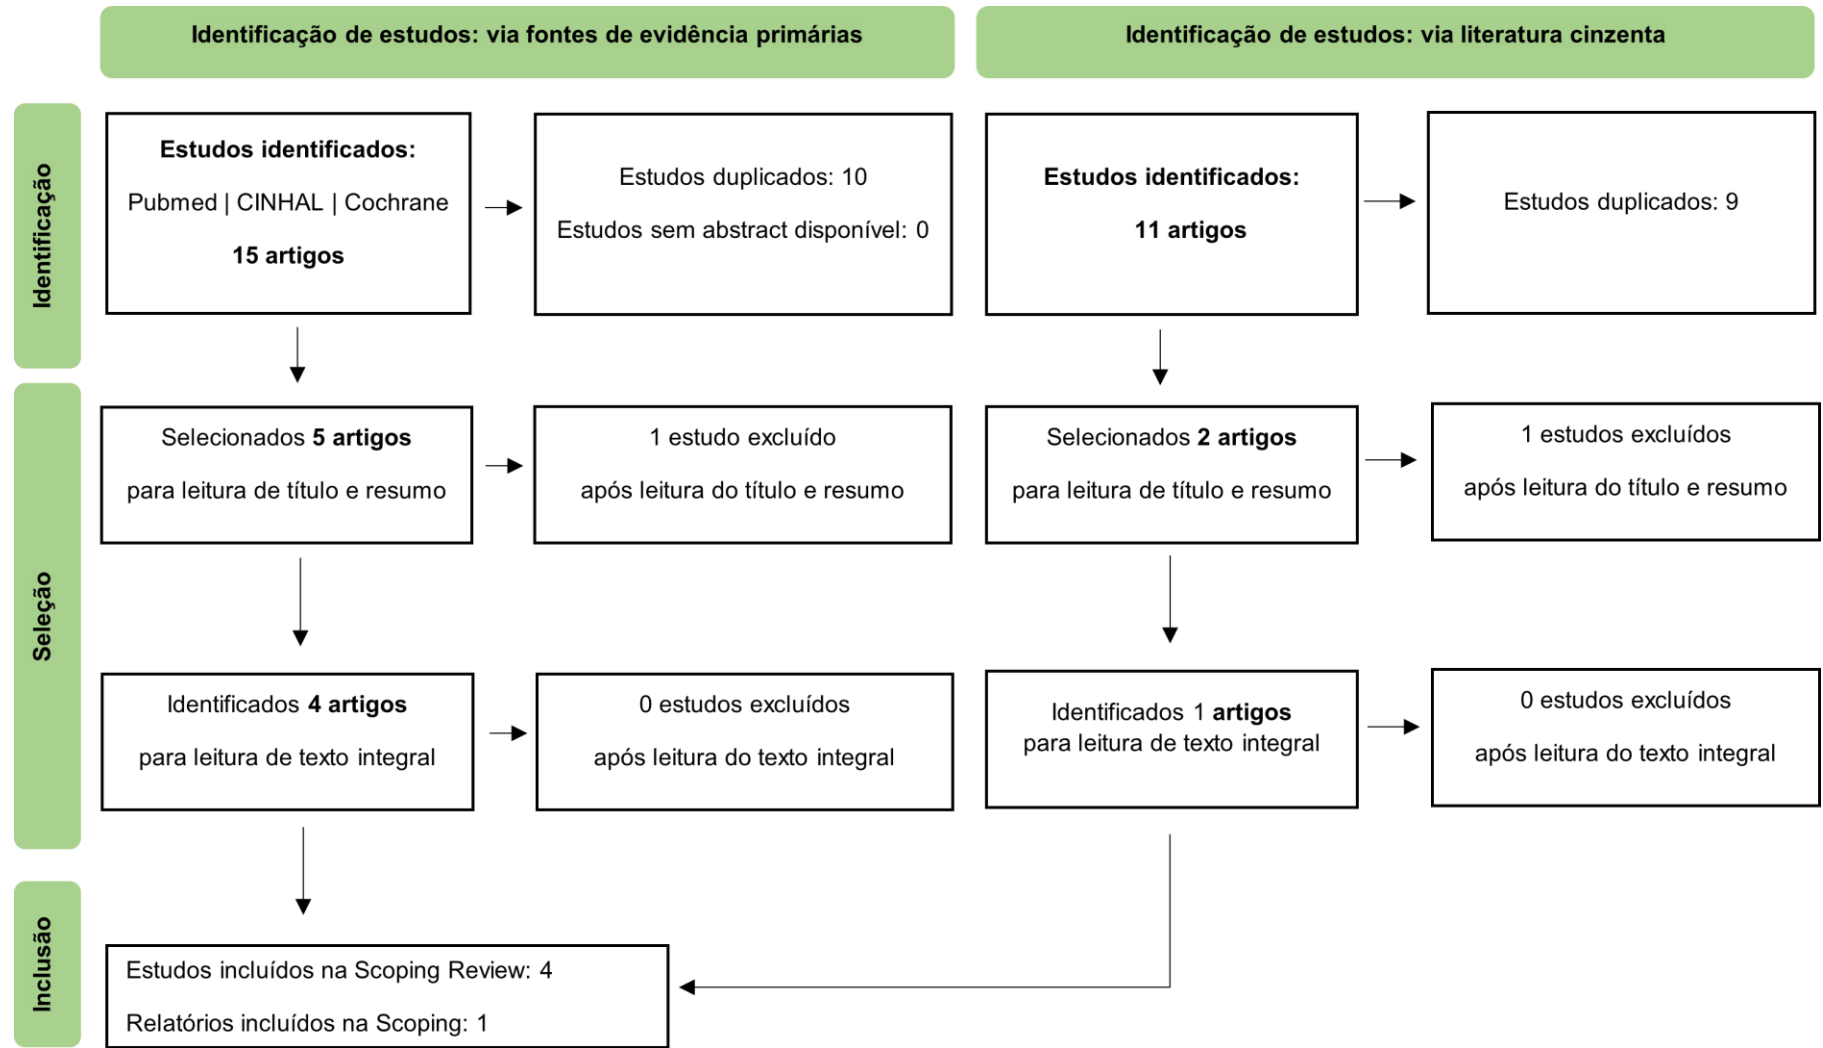 Identificação de estudos: via fontes de evidência primárias
Identificação de estudos: via literatura cinzenta
Identificação
Estudos identificados:
Pubmed | CINHAL | Cochrane
15 artigos
Estudos duplicados: 10
Estudos sem abstract disponível: 0
Estudos identificados:
11 artigos
Estudos duplicados: 9
Seleção
Selecionados 5 artigos
para leitura de título e resumo
1 estudo excluído
após leitura do título e resumo
Selecionados 2 artigos
para leitura de título e resumo
1 estudos excluídos
após leitura do título e resumo
Identificados 4 artigos
para leitura de texto integral
0 estudos excluídos
após leitura do texto integral
Identificados 1 artigos
para leitura de texto integral
0 estudos excluídos
após leitura do texto integral
Inclusão
Estudos incluídos na Scoping Review: 4
Relatórios incluídos na Scoping: 1